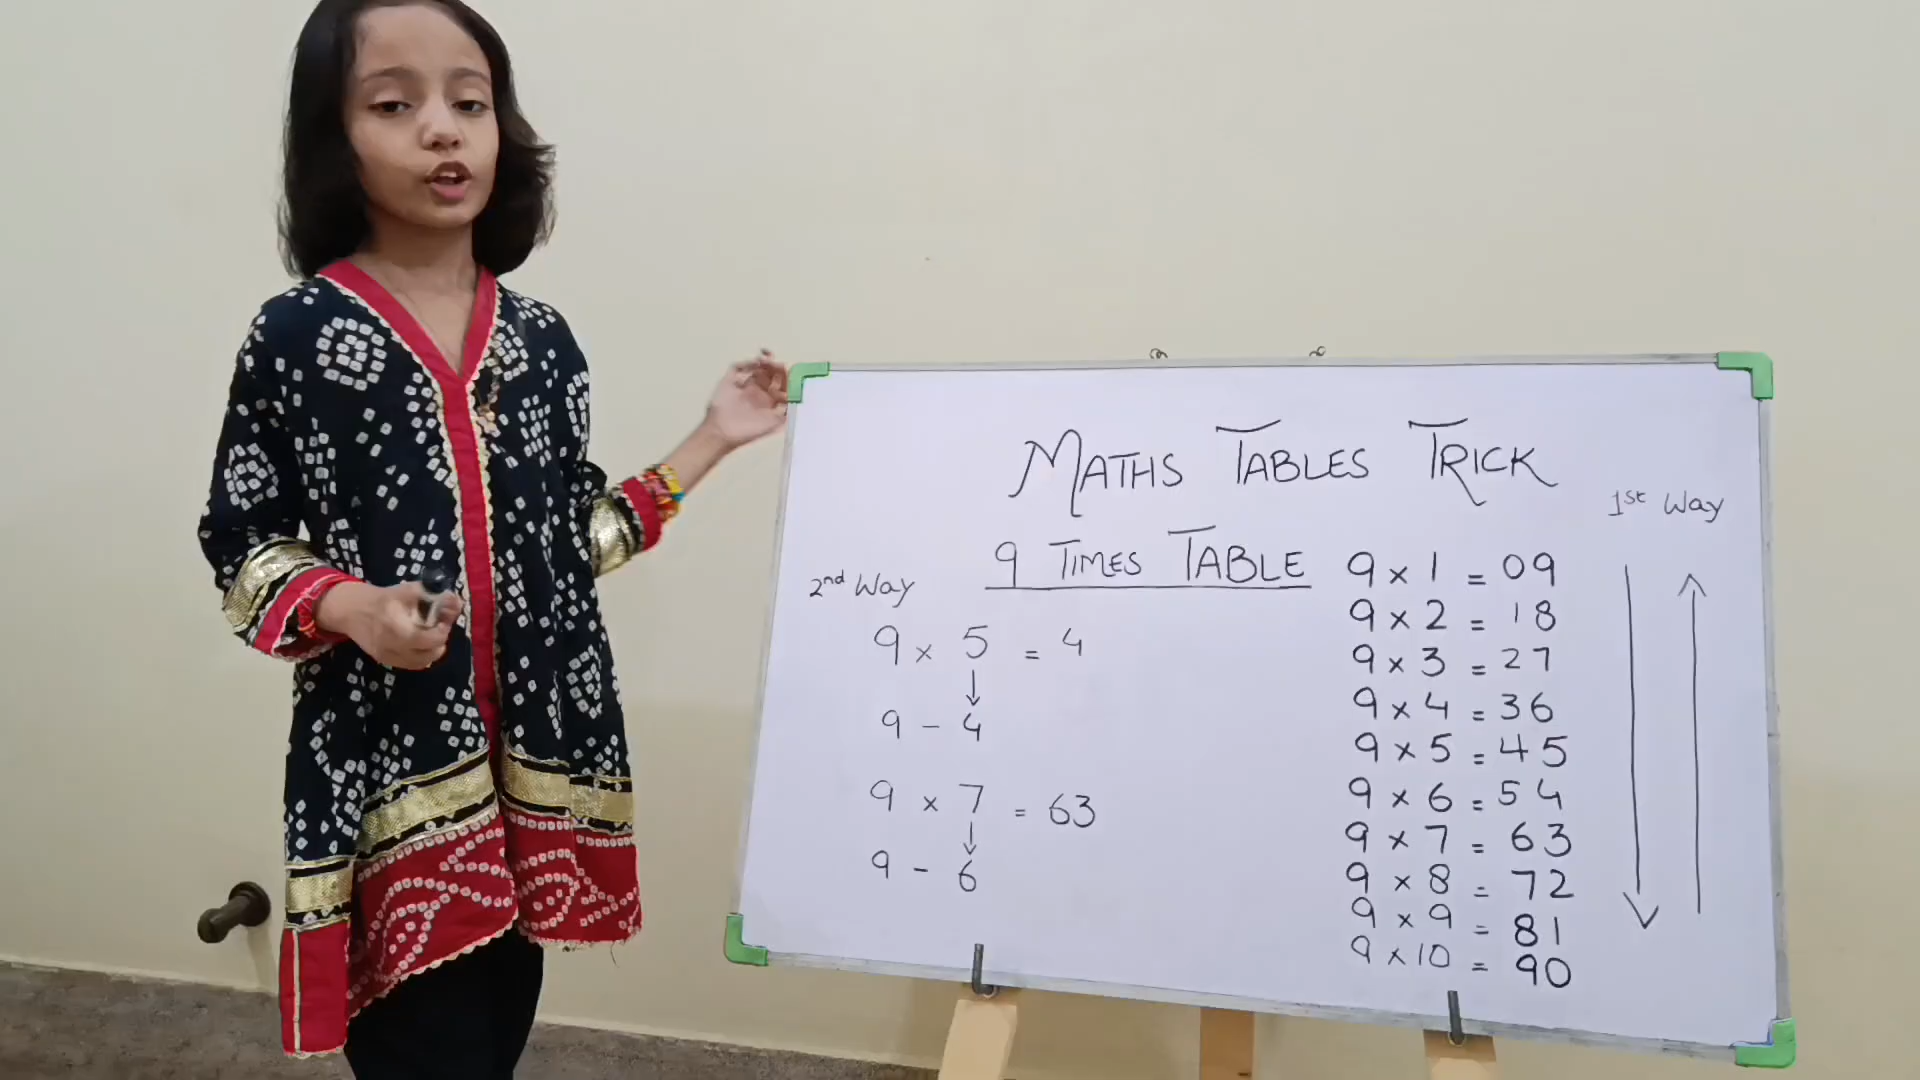 MATHS TABLES TRICK
1st Way
9 TIMES TABLE
2nd Way
9 x 5 = 4
↓
9 - 4
9 x 7 = 63
↓
9 - 6
9 x 1 = 09
9 x 2 = 18
9 x 3 = 27
9 x 4 = 36
9 x 5 = 45
9 x 6 = 54
9 x 7 = 63
9 x 8 = 72
9 x 9 = 81
9 x 10 = 90